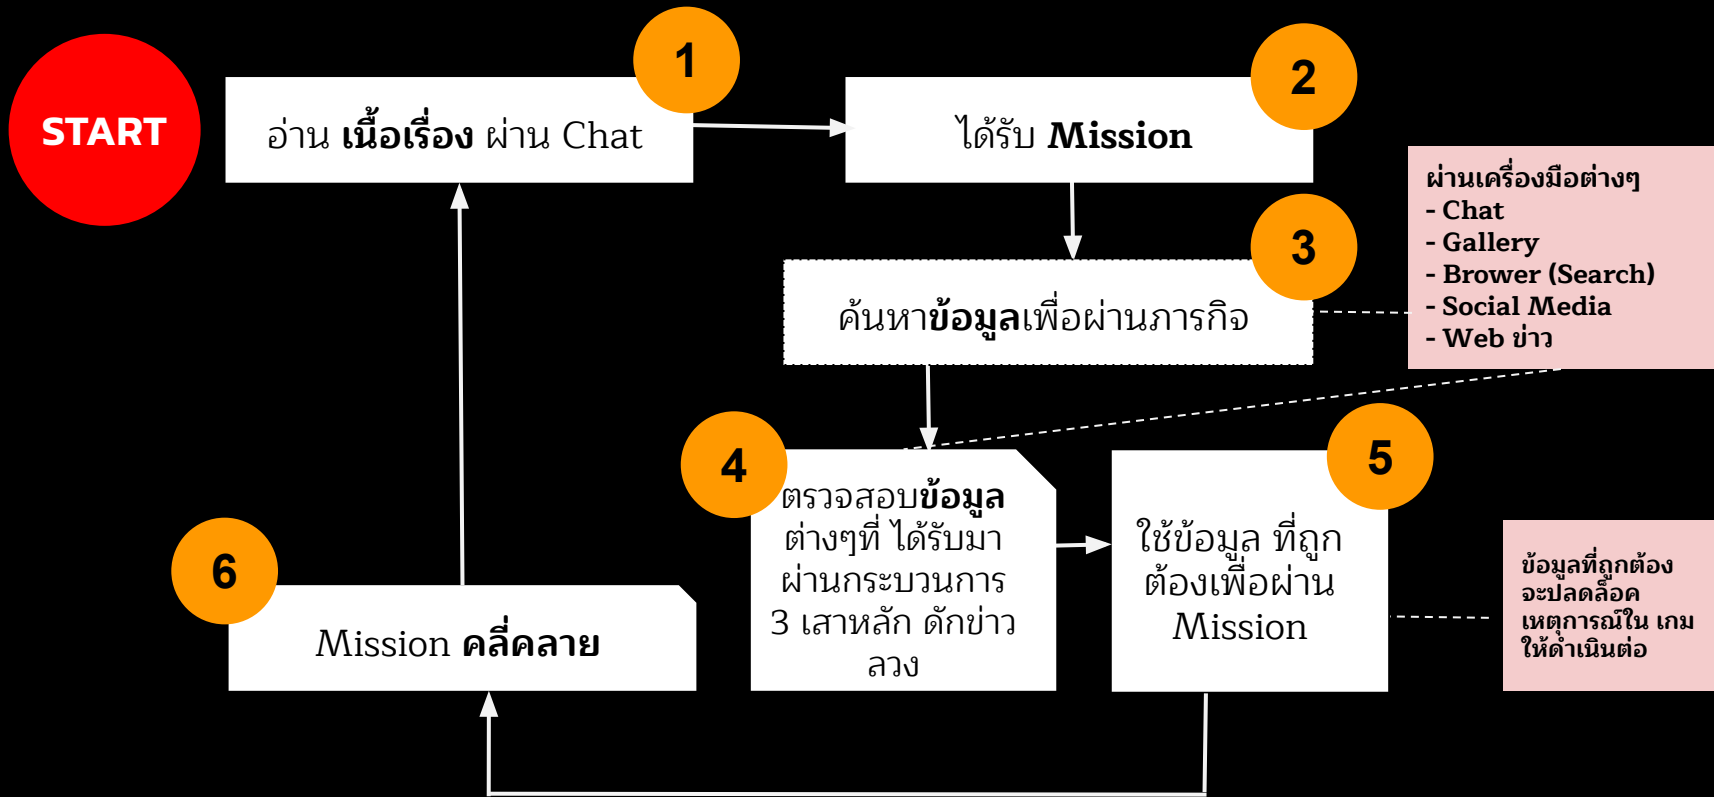 START
1
อ่าน เนื้อเรื่อง ผ่าน Chat
2
ได้รับ Mission
3
ค้นหาข้อมูลเพื่อผ่านภารกิจ
ผ่านเครื่องมือต่างๆ
- Chat
- Gallery
- Brower (Search)
- Social Media
- Web ข่าว
4
ตรวจสอบข้อมูล
ต่างๆที่ ได้รับมา
ผ่านกระบวนการ
3 เสาหลัก ดักข่าว
ลวง
5
ใช้ข้อมูล ที่ถูก
ต้องเพื่อผ่าน
Mission
ข้อมูลที่ถูกต้อง
จะปลดล็อค
เหตุการณ์ใน เกม
ให้ดำเนินต่อ
6
Mission คลี่คลาย